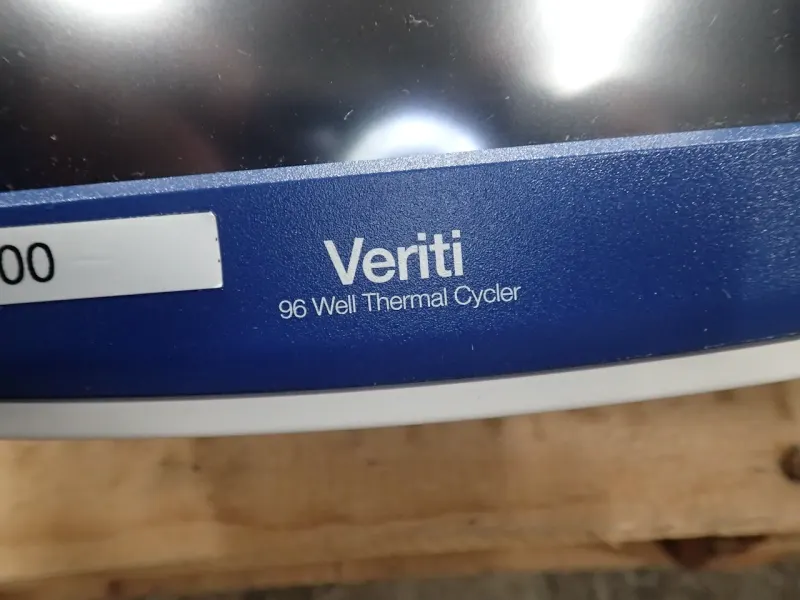 00
Veriti
96 Well Thermal Cycler